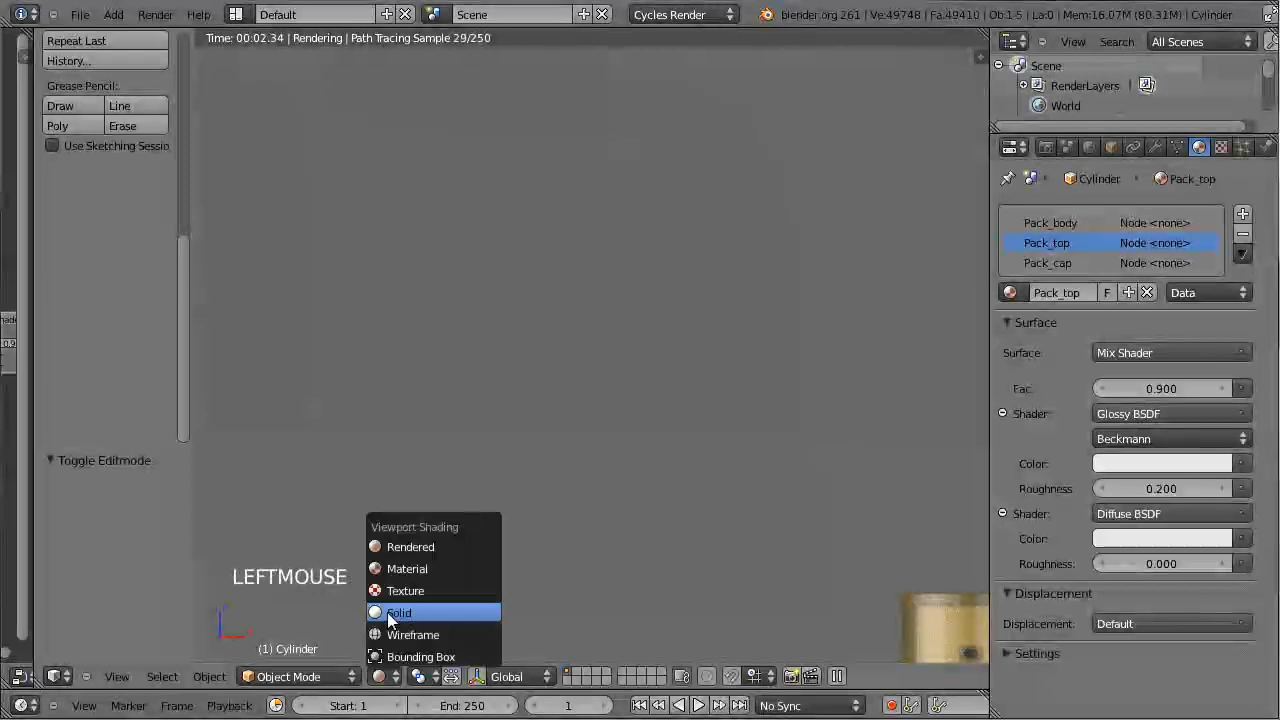 File Add Render Help Default Scene Cycles Render blender.org 261 | Ve:49748 | Fa:49410 | Ob:1-5 | La:0 | Mem:16.07M (80.31M) | Cylinder
Repeat Last
History...
Grease Pencil:
Draw Line
Poly Erase
Use Sketching Sessio
Toggle Editmode
Time: 00:02.34 | Rendering | Path Tracing Sample 29/250
LEFTMOUSE
(1) Cylinder
Viewport Shading
Rendered
Material
Texture
Solid
Wireframe
Bounding Box
View Select Object Object Mode Global
View Marker Frame Playback Start: 1 End: 250 1 No Sync
View Search All Scenes
Scene
RenderLayers |
World
Cylinder Pack_top
Pack_body Node <none>
Pack_top Node <none>
Pack_cap Node <none>
Pack_top F Data
Surface
Surface: Mix Shader
Fac: 0.900
Shader: Glossy BSDF
Beckmann
Color:
Roughness 0.200
Shader: Diffuse BSDF
Color:
Roughness: 0.000
Displacement
Displacement: Default
Settings